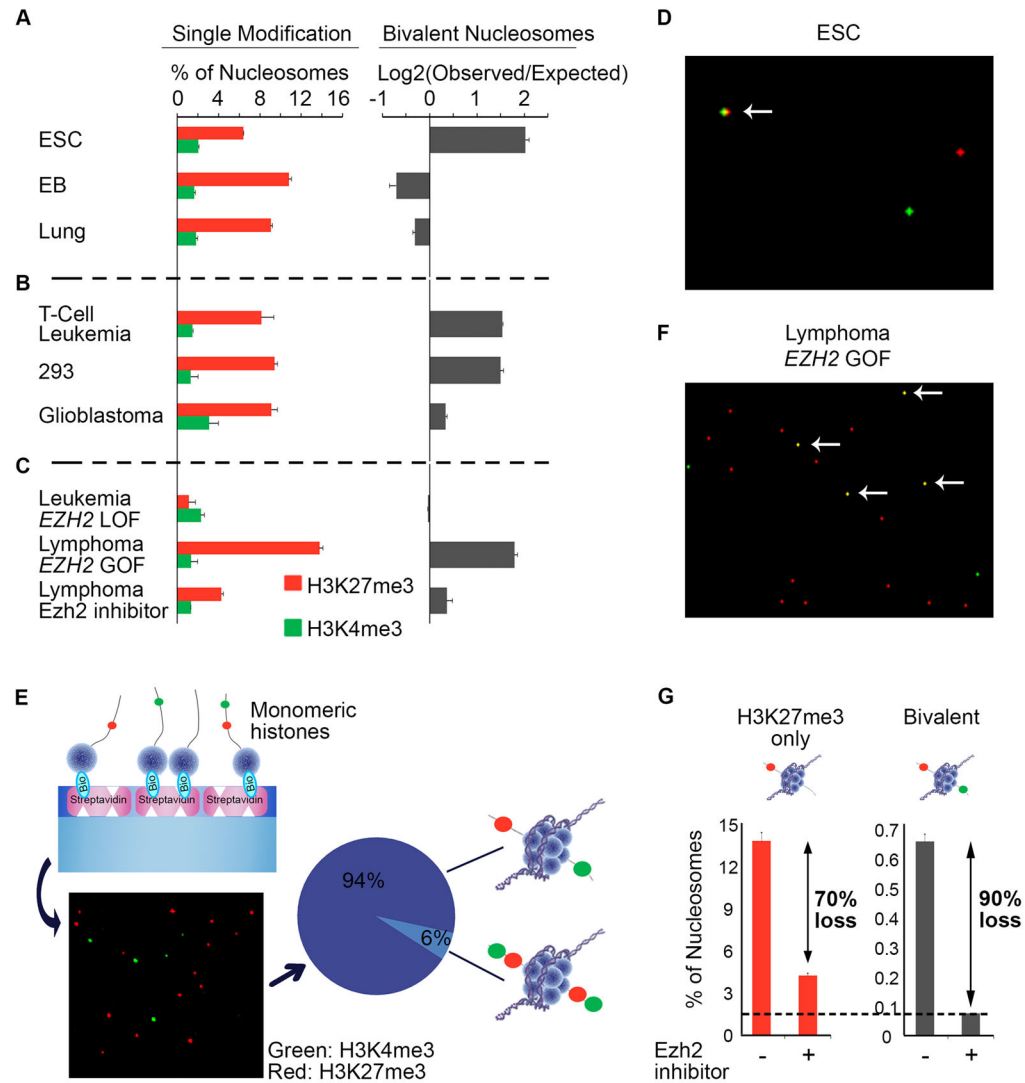 A
Single Modification
Bivalent Nucleosomes
% of Nucleosomes
Log2(Observed/Expected)
0 4 8 12 16
-1 0 1 2
ESC
EB
Lung
B
T-Cell
Leukemia
293
Glioblastoma
C
Leukemia
EZH2 LOF
Lymphoma
EZH2 GOF
Lymphoma
Ezh2 inhibitor
H3K27me3
H3K4me3
D
ESC
F
Lymphoma
EZH2 GOF
E
Monomeric
histones
Bio Bio Bio Bio
Streptavidin Streptavidin Streptavidin
94%
6%
Green: H3K4me3
Red: H3K27me3
G
H3K27me3
only
Bivalent
% of Nucleosomes
15
12
9
6
3
0
70%
loss
0.7
0.6
0.5
0.4
0.3
0.2
0.1
0
90%
loss
Ezh2
inhibitor
- +
- +